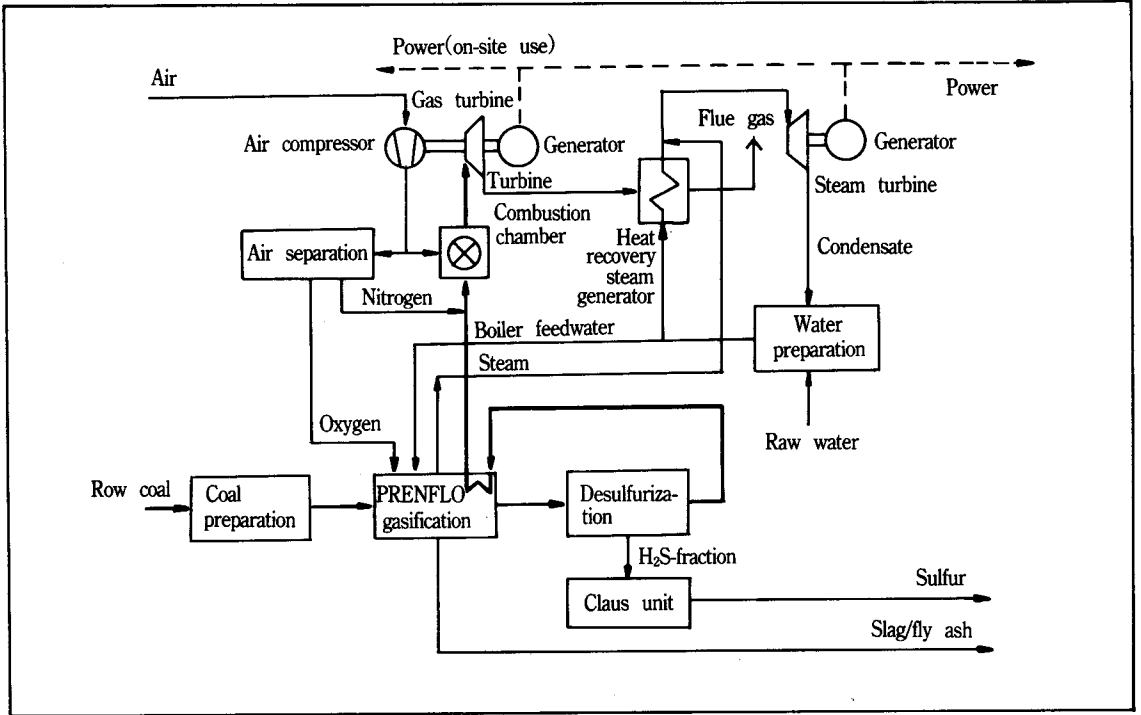 Power(on-site use)
Air
Power
Gas turbine
Flue gas
Air compressor
Generator
Generator
Turbine
Steam turbine
Combustion
chamber
Heat
recovery
steam
generator
Condensate
Air separation
Nitrogen
Boiler feedwater
Water
preparation
Steam
Oxygen
Raw water
Row coal
Coal
preparation
PRENFLO
gasification
Desulfuriza-
tion
H₂S-fraction
Claus unit
Sulfur
Slag/fly ash